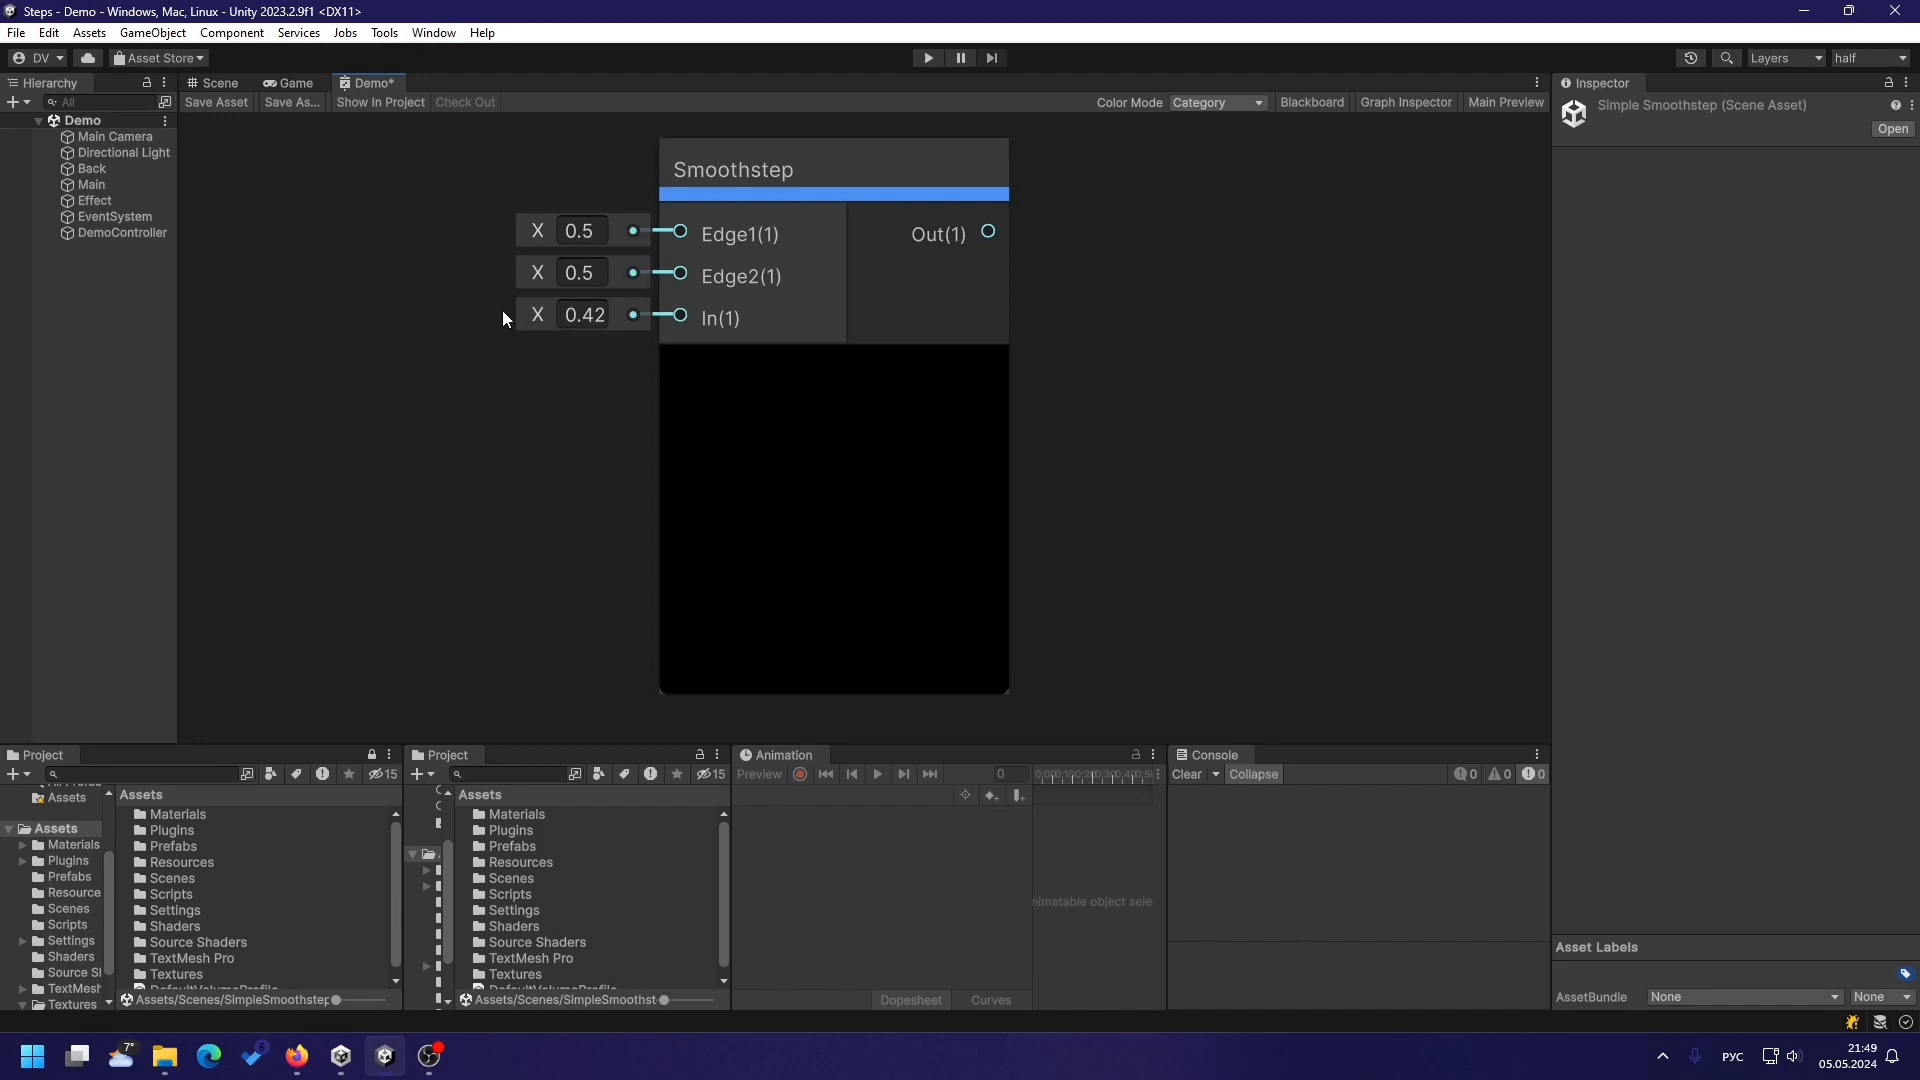 Steps - Demo - Windows, Mac, Linux - Unity 2023.2.9f1 <DX11>
File Edit Assets GameObject Component Services Jobs Tools Window Help
DV Asset Store Layers half
Hierarchy Scene Game Demo* Inspector
All Save Asset Save As... Show In Project Check Out Color Mode Category Blackboard Graph Inspector Main Preview
Simple Smoothstep (Scene Asset)
Open
Demo
Main Camera
Directional Light
Back
Main
Effect
EventSystem
DemoController
Smoothstep
X 0.5 Edge1(1) Out(1)
X 0.5 Edge2(1)
X 0.42 In(1)
Project Project Animation Console
15 15 Preview 0 Clear Collapse 0 0 0
Assets
Assets
Materials
Plugins
Prefabs
Resource
Scenes
Scripts
Settings
Shaders
Source S
TextMesh
Textures
Assets
Materials
Plugins
Prefabs
Resources
Scenes
Scripts
Settings
Shaders
Source Shaders
TextMesh Pro
Textures
Assets/Scenes/SimpleSmoothstep
Assets
Materials
Plugins
Prefabs
Resources
Scenes
Scripts
Settings
Shaders
Source Shaders
TextMesh Pro
Textures
Assets/Scenes/SimpleSmoothst
nimatable object sele
Dopesheet Curves
Asset Labels
AssetBundle None None
7° 6
РУС
21:49
05.05.2024